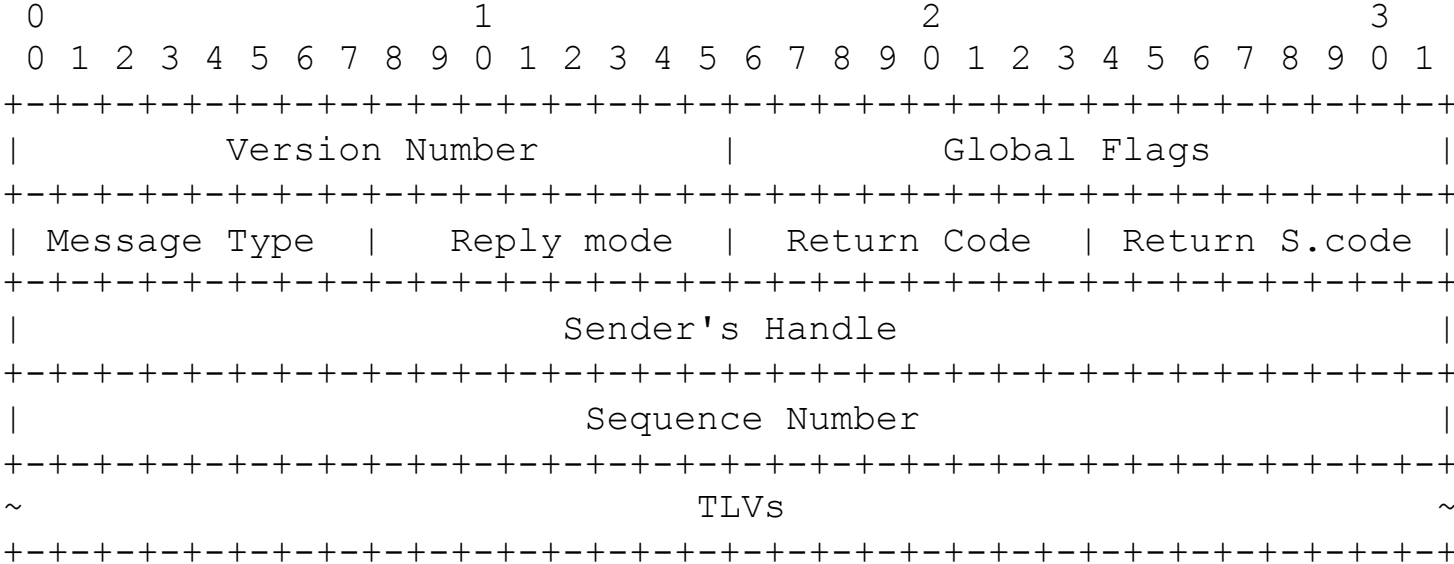 0                   1                   2                   3
 0 1 2 3 4 5 6 7 8 9 0 1 2 3 4 5 6 7 8 9 0 1 2 3 4 5 6 7 8 9 0 1
+-+-+-+-+-+-+-+-+-+-+-+-+-+-+-+-+-+-+-+-+-+-+-+-+-+-+-+-+-+-+-+-+
|         Version Number        |         Global Flags          |
+-+-+-+-+-+-+-+-+-+-+-+-+-+-+-+-+-+-+-+-+-+-+-+-+-+-+-+-+-+-+-+-+
| Message Type  |   Reply mode  |  Return Code  | Return S.code |
+-+-+-+-+-+-+-+-+-+-+-+-+-+-+-+-+-+-+-+-+-+-+-+-+-+-+-+-+-+-+-+-+
|                        Sender's Handle                        |
+-+-+-+-+-+-+-+-+-+-+-+-+-+-+-+-+-+-+-+-+-+-+-+-+-+-+-+-+-+-+-+-+
|                         Sequence Number                       |
+-+-+-+-+-+-+-+-+-+-+-+-+-+-+-+-+-+-+-+-+-+-+-+-+-+-+-+-+-+-+-+-+
~                              TLVs                             ~
+-+-+-+-+-+-+-+-+-+-+-+-+-+-+-+-+-+-+-+-+-+-+-+-+-+-+-+-+-+-+-+-+